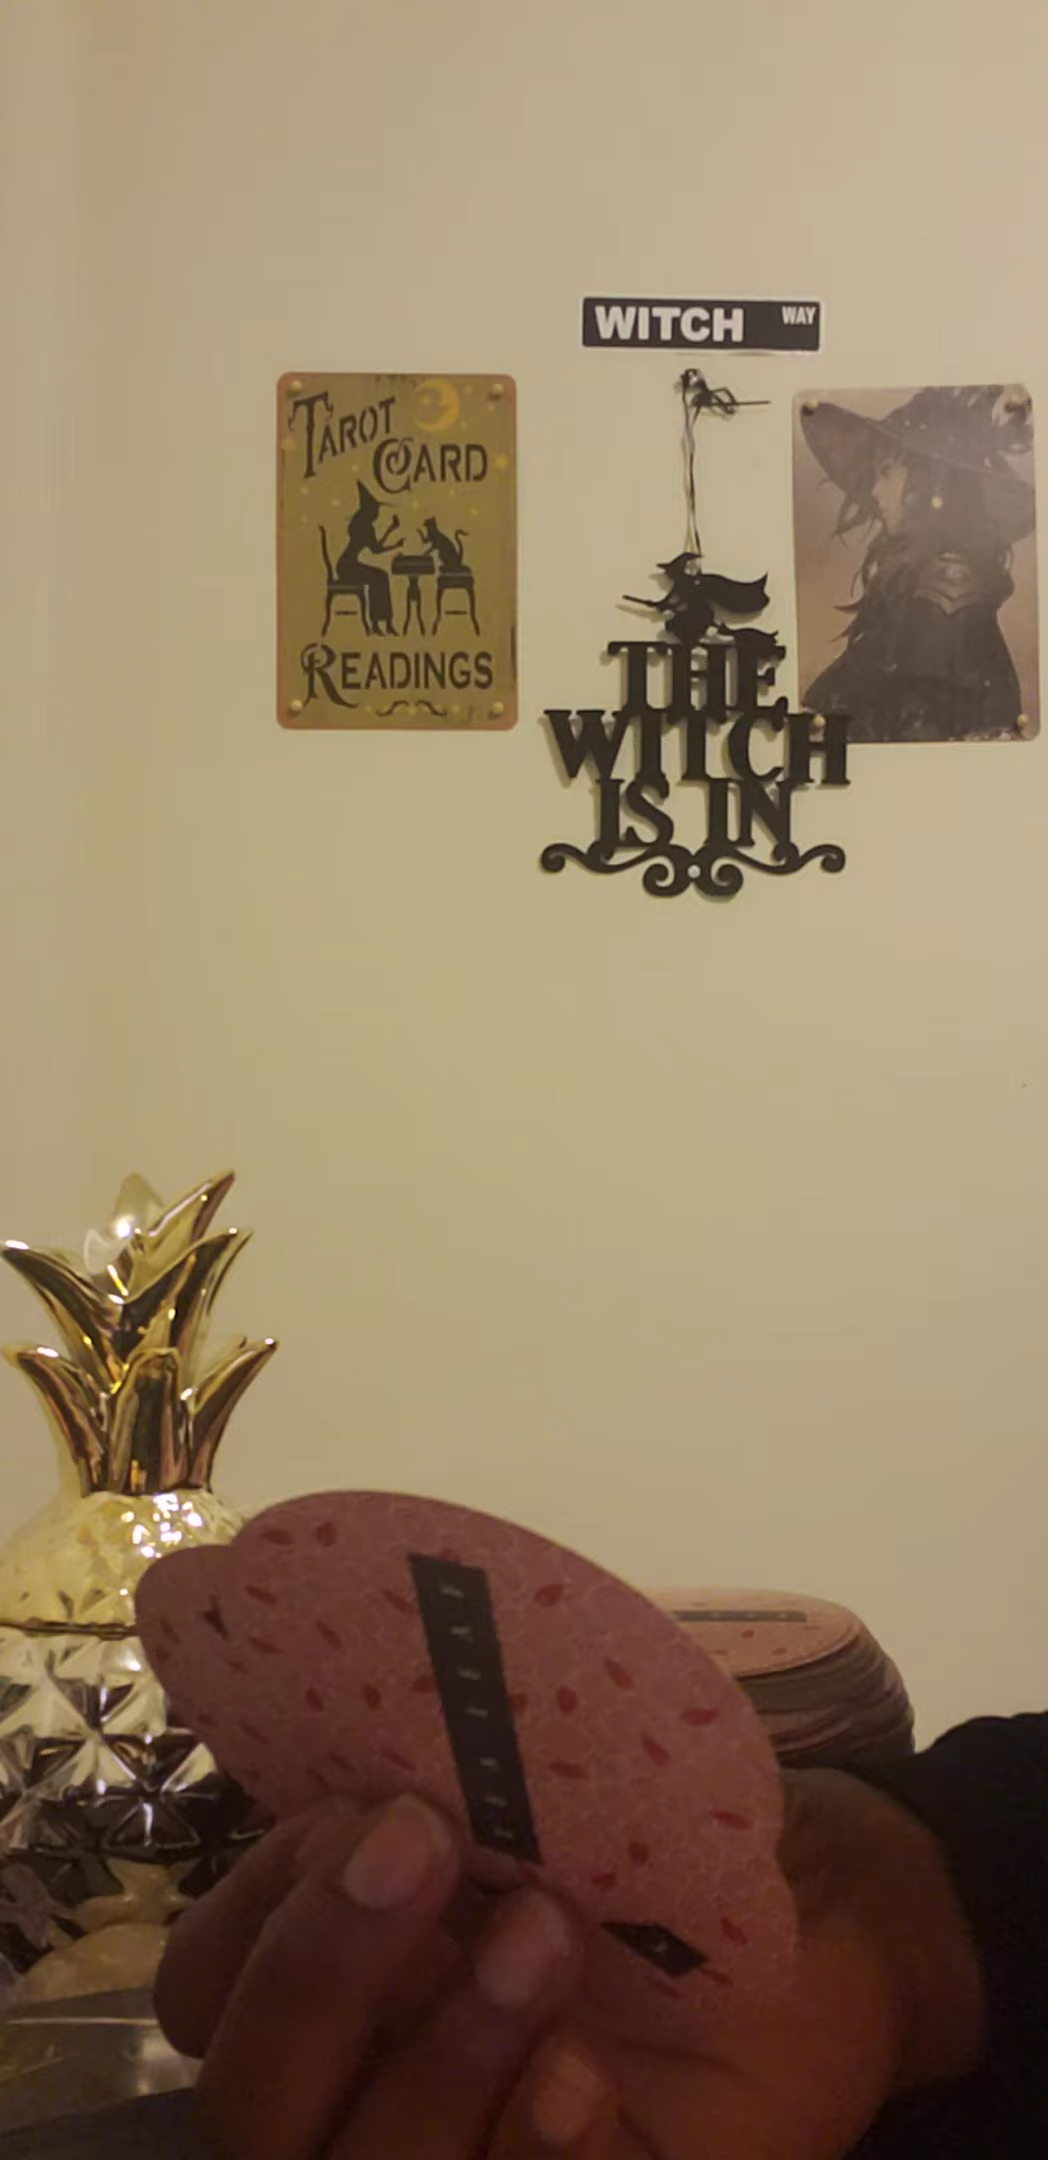 WITCH WAY
TAROT
CARD
READINGS
THE
WITCH
IS IN